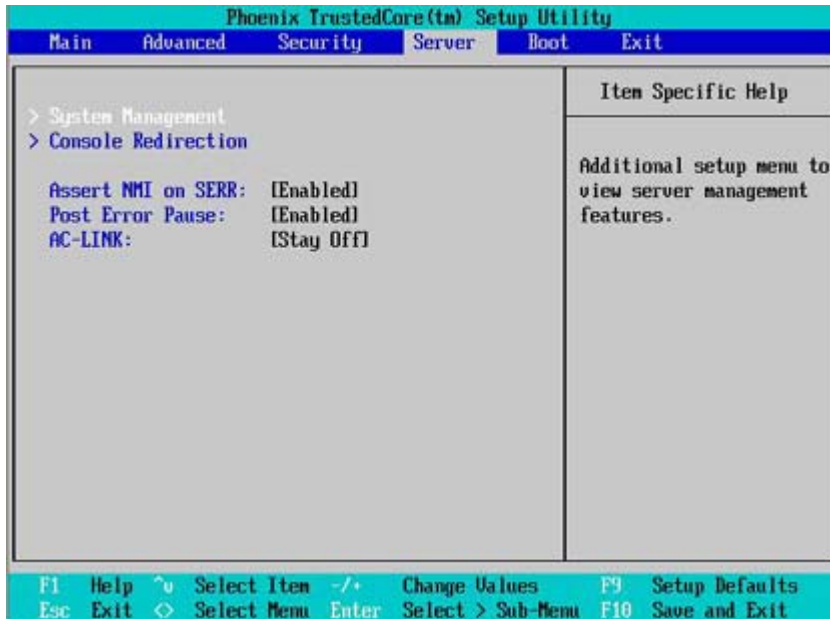 Phoenix TrustedCore(tm) Setup Utility
Main Advanced Security Server Boot Exit
> System Management
> Console Redirection
Assert NMI on SERR: [Enabled]
Post Error Pause: [Enabled]
AC-LINK: [Stay Off]
Item Specific Help
Additional setup menu to
view server management
features.
F1 Help ^v Select Item -/+ Change Values F9 Setup Defaults
Esc Exit <> Select Menu Enter Select > Sub-Menu F10 Save and Exit